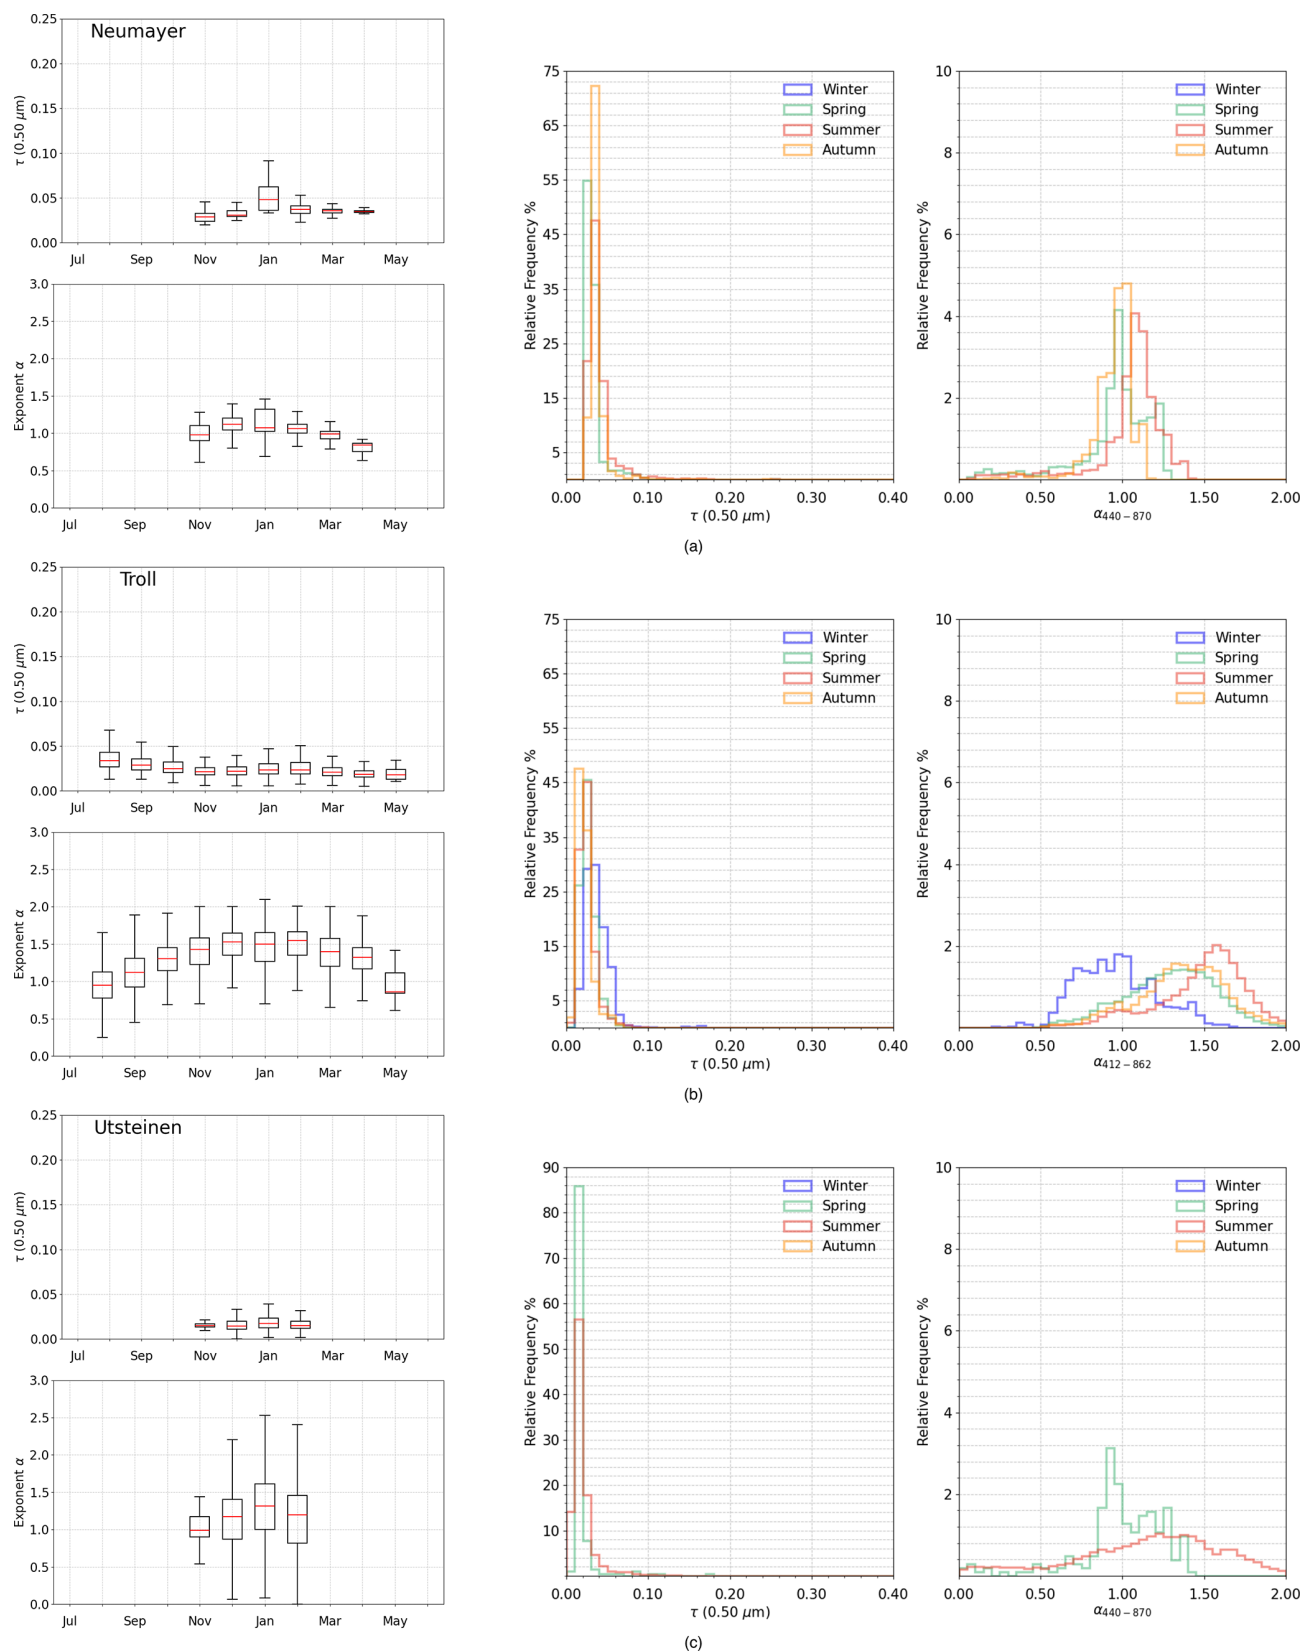 Neumayer
0.25
0.20
0.15
0.10
0.05
0.00
τ (0.50 μm)
Jul Sep Nov Jan Mar May
3.0
2.5
2.0
1.5
1.0
0.5
0.0
Exponent α
Jul Sep Nov Jan Mar May
75
65
55
45
35
25
15
5
Relative Frequency %
Winter
Spring
Summer
Autumn
0.00 0.10 0.20 0.30 0.40
τ (0.50 μm)
10
8
6
4
2
Relative Frequency %
Winter
Spring
Summer
Autumn
0.00 0.50 1.00 1.50 2.00
α440 − 870
(a)
Troll
0.25
0.20
0.15
0.10
0.05
0.00
τ (0.50 μm)
Jul Sep Nov Jan Mar May
3.0
2.5
2.0
1.5
1.0
0.5
0.0
Exponent α
Jul Sep Nov Jan Mar May
75
65
55
45
35
25
15
5
Relative Frequency %
Winter
Spring
Summer
Autumn
0.00 0.10 0.20 0.30 0.40
τ (0.50 μm)
10
8
6
4
2
Relative Frequency %
Winter
Spring
Summer
Autumn
0.00 0.50 1.00 1.50 2.00
α412 − 862
(b)
Utsteinen
0.25
0.20
0.15
0.10
0.05
0.00
τ (0.50 μm)
Jul Sep Nov Jan Mar May
3.0
2.5
2.0
1.5
1.0
0.5
0.0
Exponent α
Jul Sep Nov Jan Mar May
90
80
70
60
50
40
30
20
10
Relative Frequency %
Winter
Spring
Summer
Autumn
0.00 0.10 0.20 0.30 0.40
τ (0.50 μm)
10
8
6
4
2
Relative Frequency %
Winter
Spring
Summer
Autumn
0.00 0.50 1.00 1.50 2.00
α440 − 870
(c)